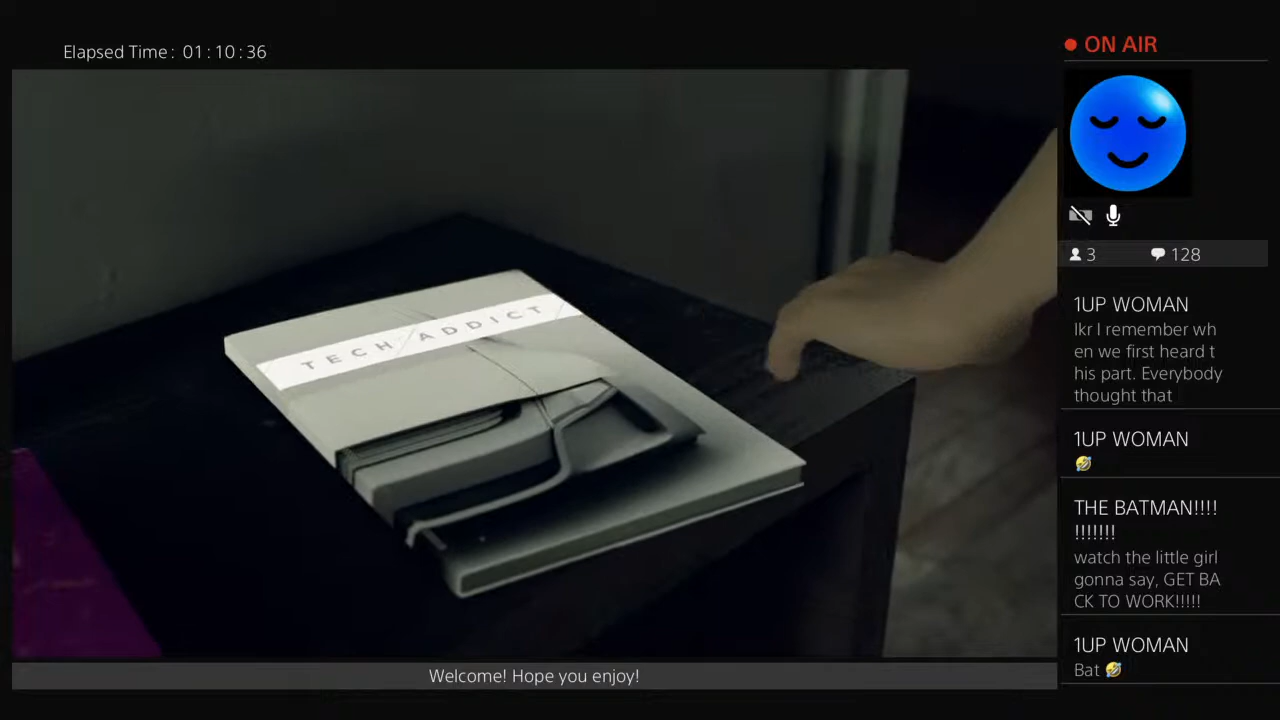 Elapsed Time: 01:10:36
ON AIR
TECH ADDICT
3 128
1UP WOMAN
Ikr I remember wh
en we first heard t
his part. Everybody
thought that
1UP WOMAN
🤣
THE BATMAN!!!!
!!!!!!!
watch the little girl
gonna say, GET BA
CK TO WORK!!!!!
1UP WOMAN
Bat 🤣
Welcome! Hope you enjoy!